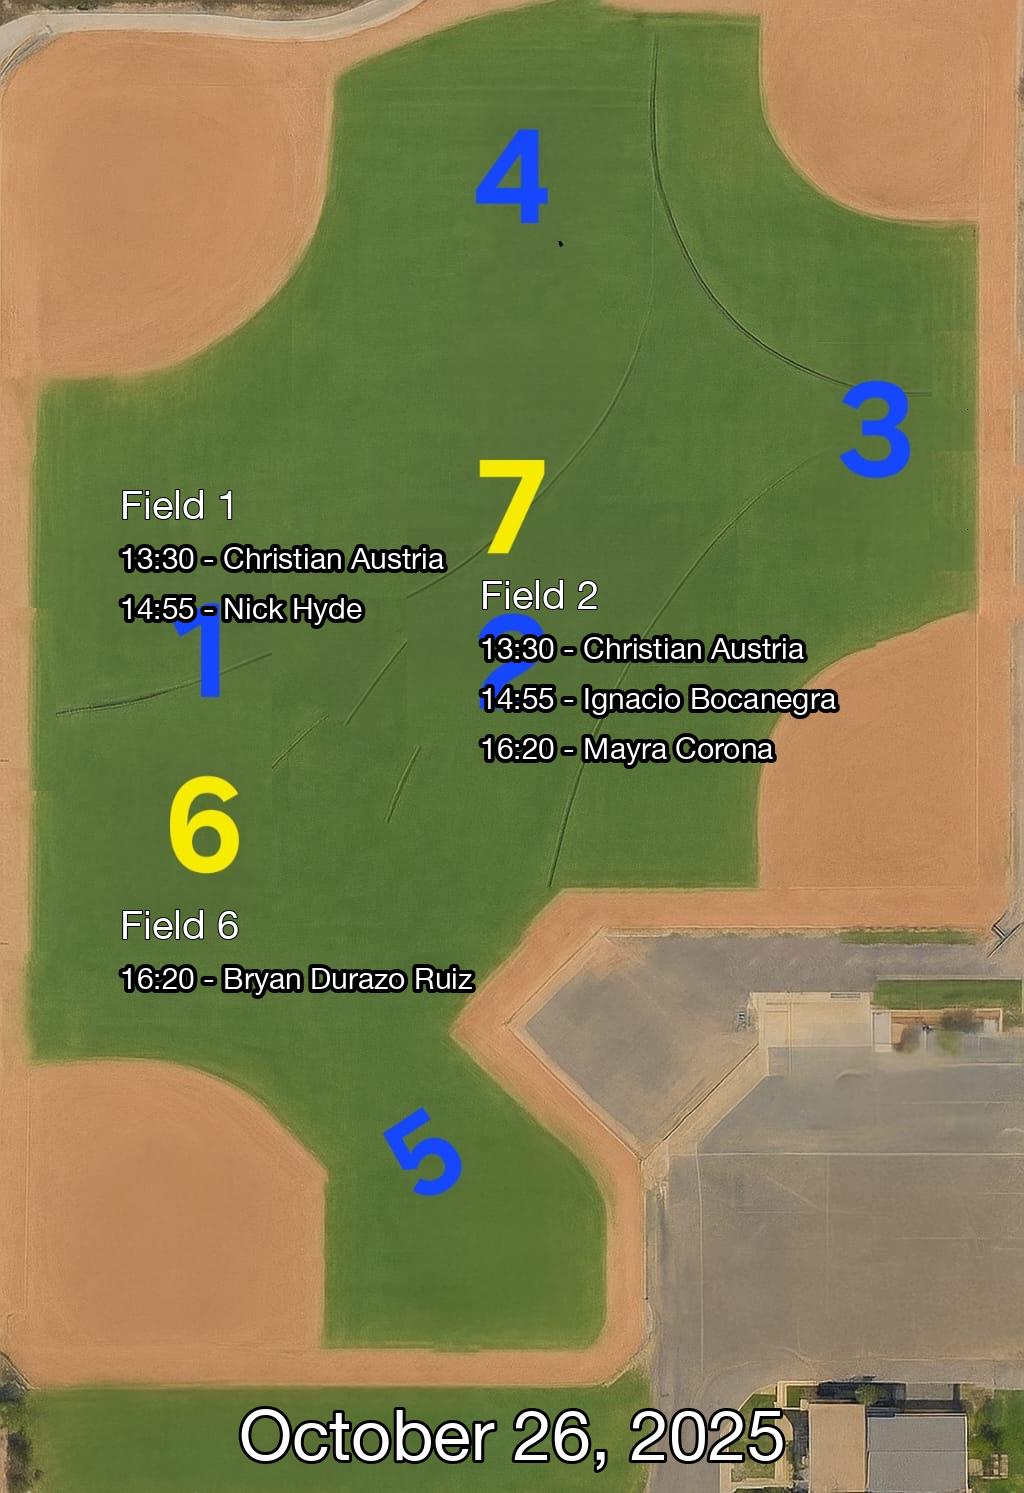 4
3
7
Field 1
13:30 - Christian Austria
14:55 - Nick Hyde
1
Field 2
2
13:30 - Christian Austria
14:55 - Ignacio Bocanegra
16:20 - Mayra Corona
6
Field 6
16:20 - Bryan Durazo Ruiz
5
October 26, 2025